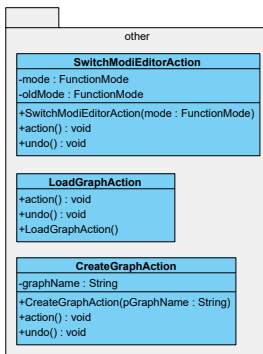 other
SwitchModiEditorAction
-mode : FunctionMode
-oldMode : FunctionMode
+SwitchModiEditorAction(mode : FunctionMode)
+action() : void
+undo() : void
LoadGraphAction
+action() : void
+undo() : void
+LoadGraphAction()
CreateGraphAction
-graphName : String
+CreateGraphAction(pGraphName : String)
+action() : void
+undo() : void